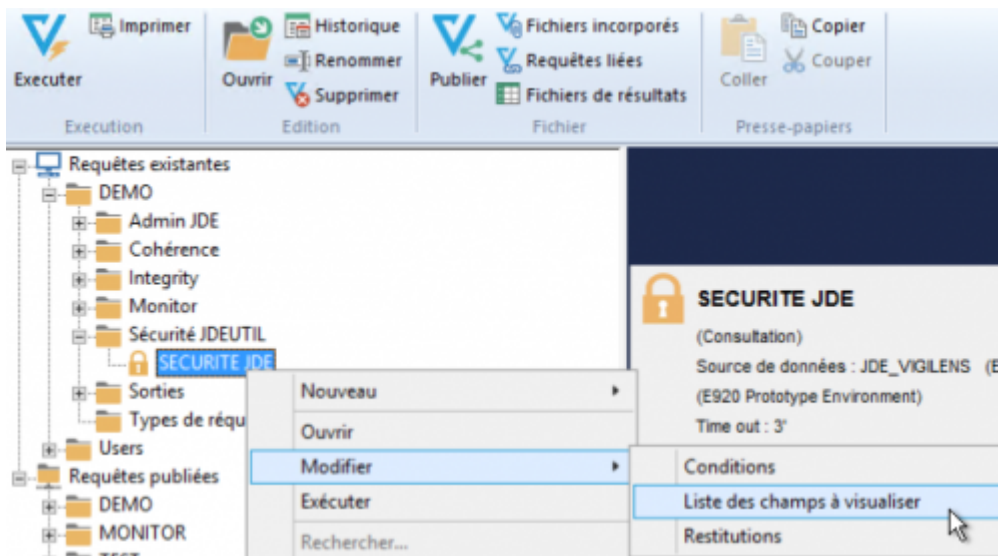 Imprimer
Executer
Execution
Ouvrir
Historique
Renommer
Supprimer
Edition
Publier
Fichiers incorporés
Requêtes liées
Fichiers de résultats
Fichier
Coller
Copier
Couper
Presse-papiers
Requêtes existantes
DEMO
Admin JDE
Cohérence
Integrity
Monitor
Sécurité JDEUTIL
SECURITE JDE
Sorties
Types de réqu
Users
Requêtes publiées
DEMO
MONITOR
Nouveau
Ouvrir
Modifier
Exécuter
Rechercher...
Conditions
Liste des champs à visualiser
Restitutions
SECURITE JDE
(Consultation)
Source de données : JDE_VIGILENS (E
(E920 Prototype Environment)
Time out : 3'